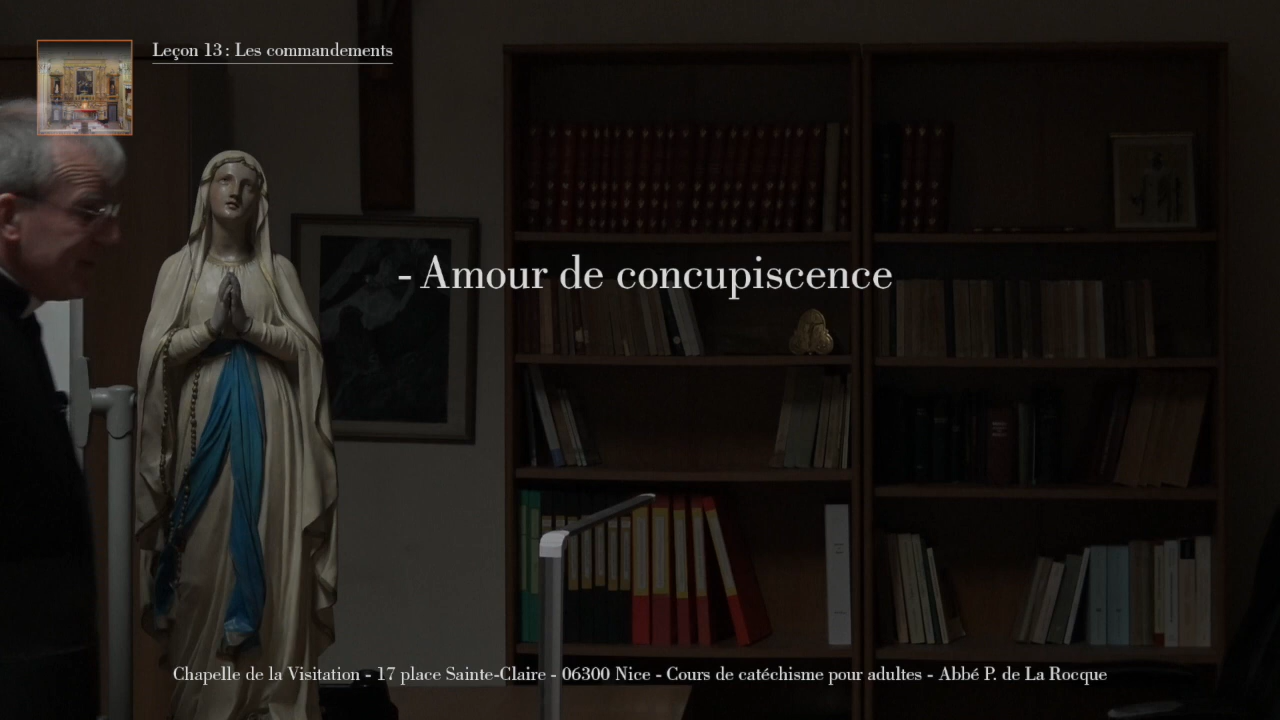 Leçon 13 : Les commandements
- Amour de concupiscence
Chapelle de la Visitation - 17 place Sainte-Claire - 06300 Nice - Cours de catéchisme pour adultes - Abbé P. de La Rocque